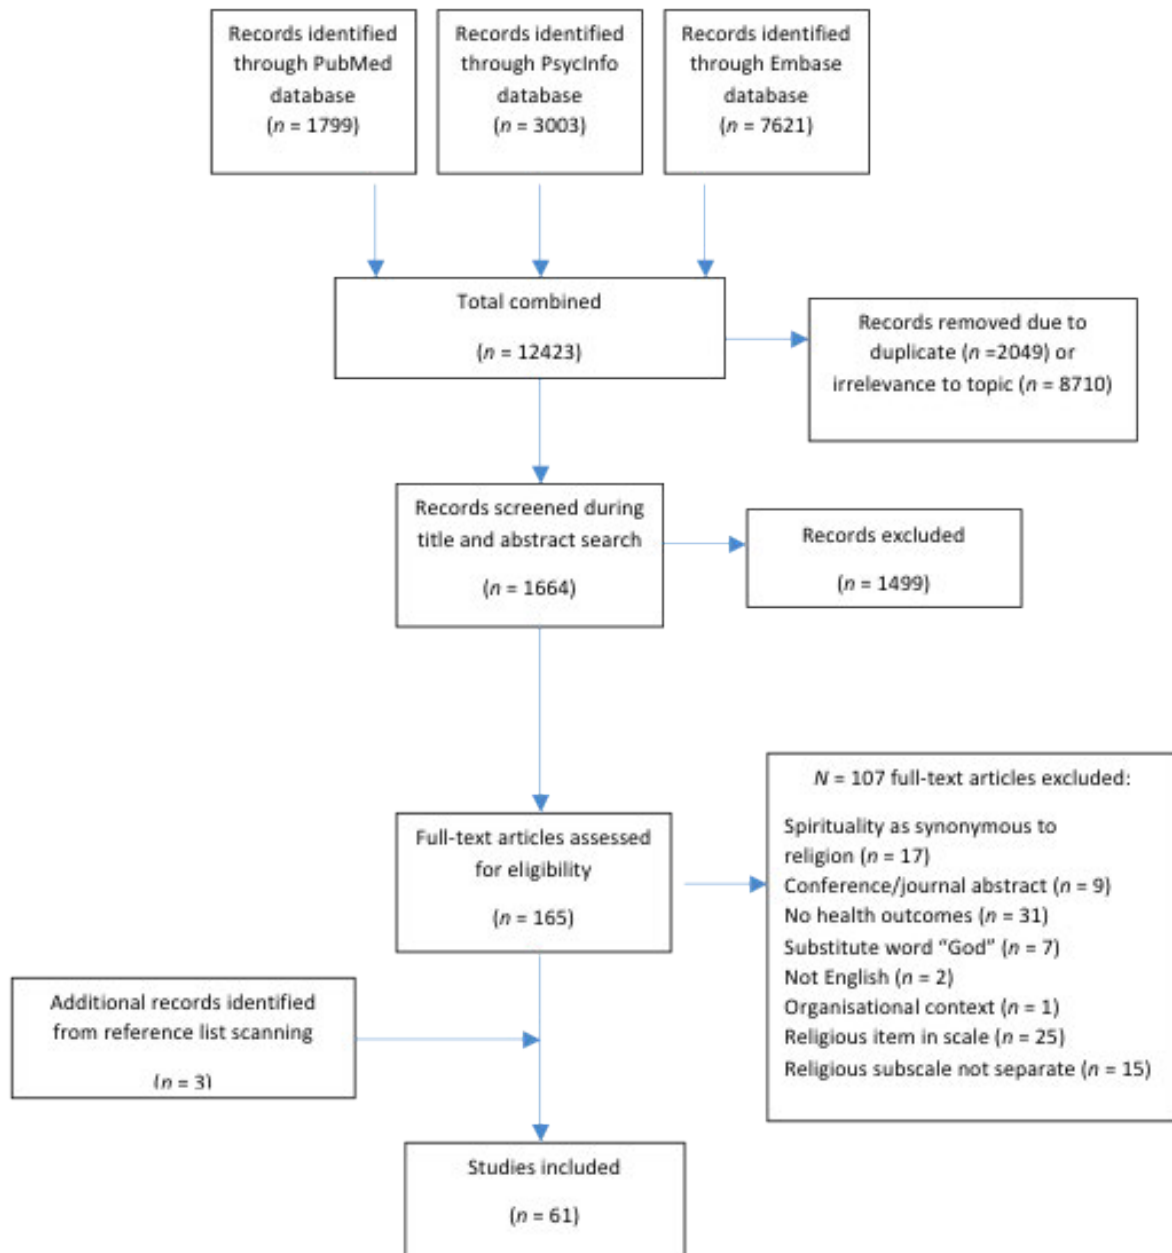 Records identified
through PubMed
database
(n = 1799)
Records identified
through PsycInfo
database
(n = 3003)
Records identified
through Embase
database
(n = 7621)
Total combined
(n = 12423)
Records removed due to
duplicate (n =2049) or
irrelevance to topic (n = 8710)
Records screened during
title and abstract search
(n = 1664)
Records excluded
(n = 1499)
Full-text articles assessed
for eligibility
(n = 165)
N = 107 full-text articles excluded:
Spirituality as synonymous to
religion (n = 17)
Conference/journal abstract (n = 9)
No health outcomes (n = 31)
Substitute word “God” (n = 7)
Not English (n = 2)
Organisational context (n = 1)
Religious item in scale (n = 25)
Religious subscale not separate (n = 15)
Additional records identified
from reference list scanning
(n = 3)
Studies included
(n = 61)